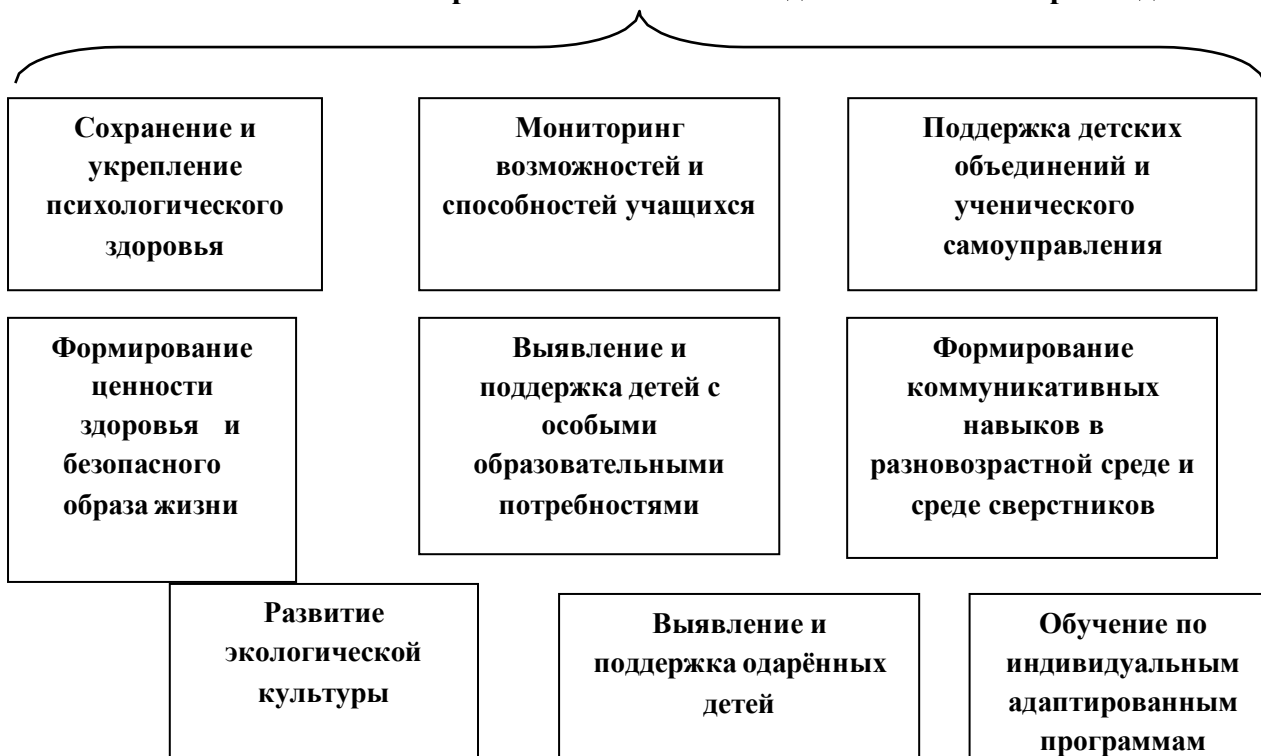 Сохранение и
укрепление
психологического
здоровья
Мониторинг
возможностей и
способностей учащихся
Поддержка детских
объединений и
ученического
самоуправления
Формирование
ценности
здоровья и
безопасного
образа жизни
Выявление и
поддержка детей с
особыми
образовательными
потребностями
Формирование
коммуникативных
навыков в
разновозрастной среде и
среде сверстников
Развитие
экологической
культуры
Выявление и
поддержка одарённых
детей
Обучение по
индивидуальным
адаптированным
программам